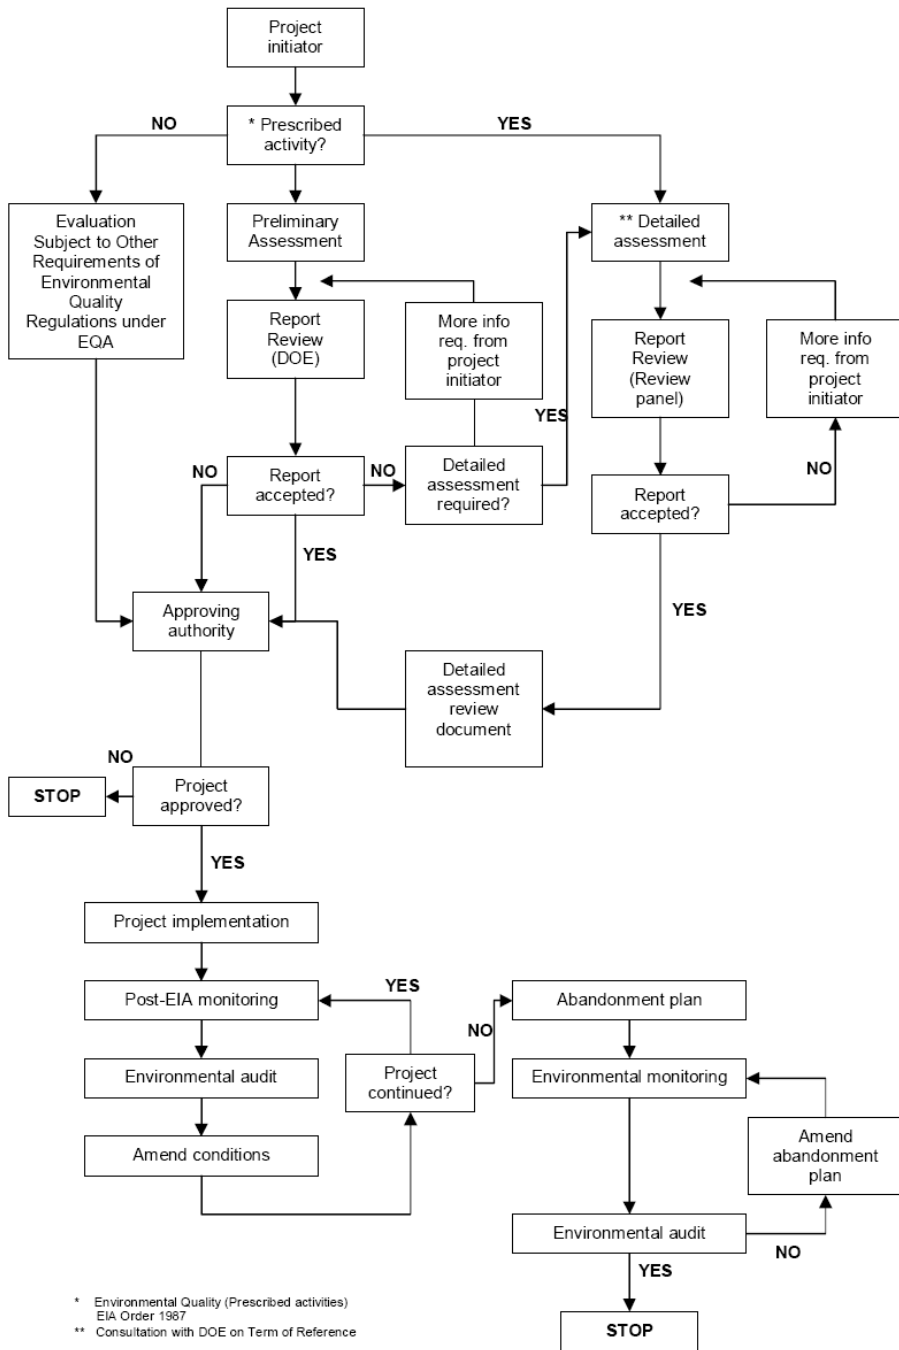 Project
initiator
NO
* Prescribed
activity?
YES
Evaluation
Subject to Other
Requirements of
Environmental
Quality
Regulations under
EQA
Preliminary
Assessment
** Detailed
assessment
Report
Review
(DOE)
More info
req. from
project
initiator
YES
Report
Review
(Review
panel)
More info
req. from
project
initiator
NO
Report
accepted?
NO
Detailed
assessment
required?
Report
accepted?
NO
YES
Approving
authority
YES
Detailed
assessment
review
document
NO
STOP
Project
approved?
YES
Project implementation
Post-EIA monitoring
YES
Abandonment plan
NO
Environmental audit
Project
continued?
Environmental monitoring
Amend conditions
Amend
abandonment
plan
Environmental audit
NO
YES
STOP
* Environmental Quality (Prescribed activities)
EIA Order 1987
** Consultation with DOE on Term of Reference